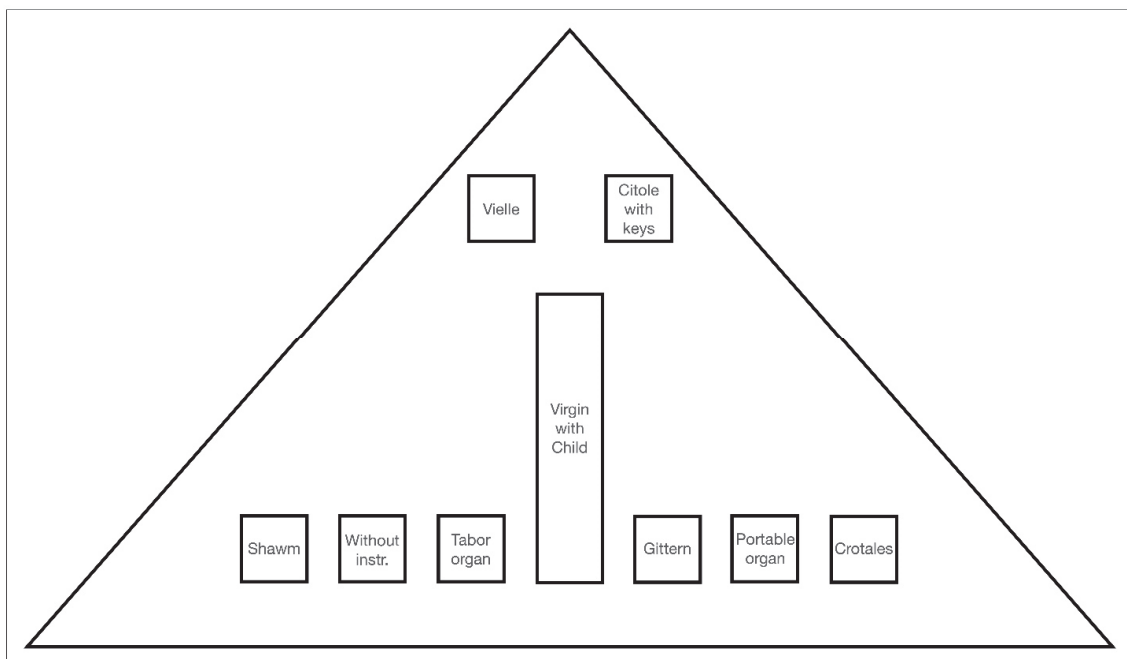 Vielle
Citole
with
keys
Virgin
with
Child
Shawm
Without
instr.
Tabor
organ
Gittern
Portable
organ
Crotales